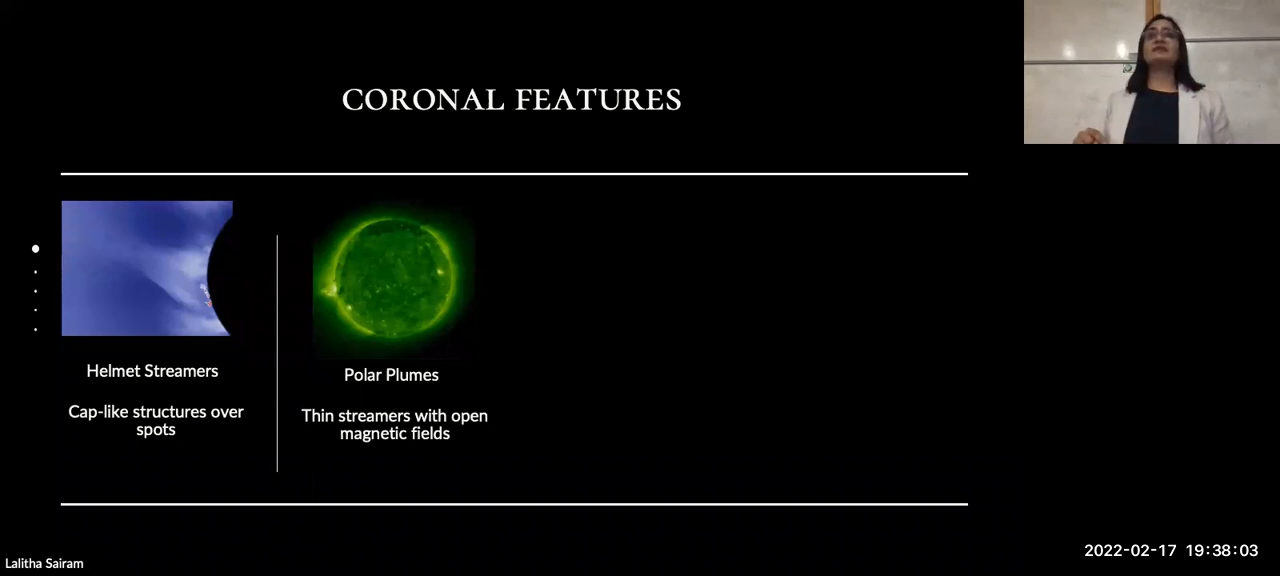 CORONAL FEATURES
Helmet Streamers
Cap-like structures over
spots
Polar Plumes
Thin streamers with open
magnetic fields
Lalitha Sairam
2022-02-17 19:38:03